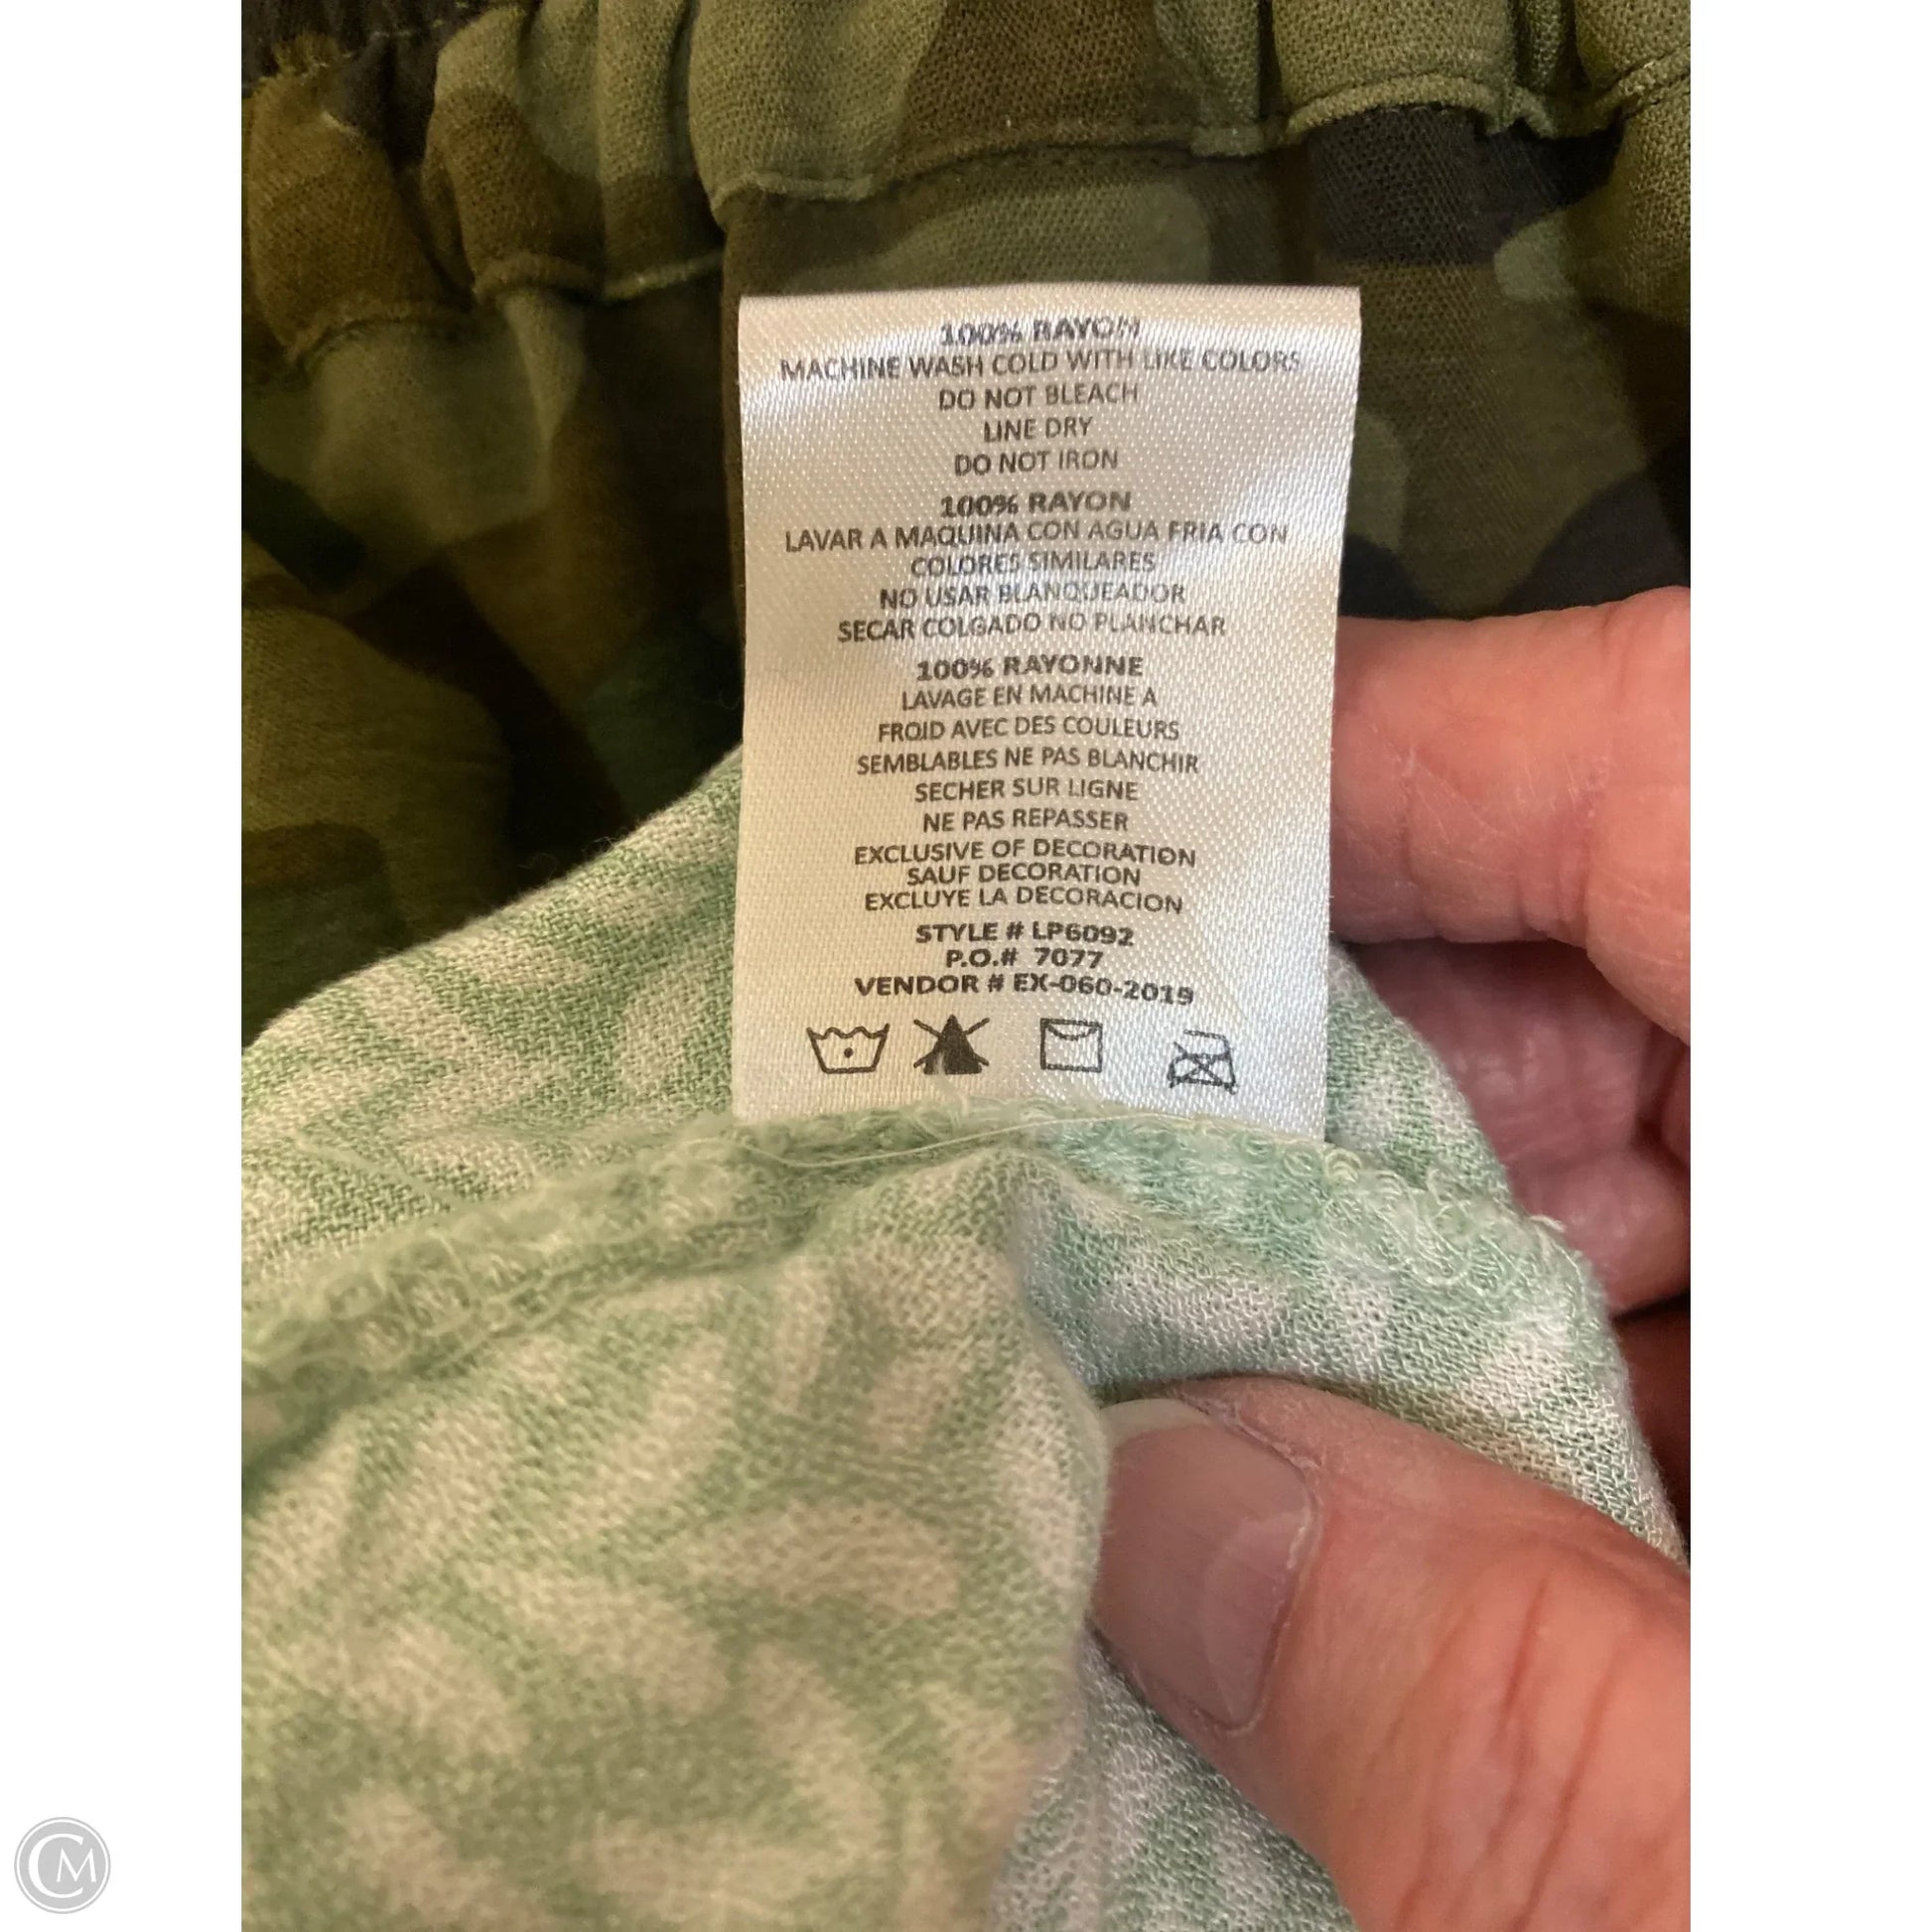 100% RAYON
MACHINE WASH COLD WITH LIKE COLORS
DO NOT BLEACH
LINE DRY
DO NOT IRON
100% RAYON
LAVAR A MAQUINA CON AGUA FRIA CON
COLORES SIMILARES
NO USAR BLANQUEADOR
SECAR COLGADO NO PLANCHAR
100% RAYONNE
LAVAGE EN MACHINE A
FROID AVEC DES COULEURS
SEMBLABLES NE PAS BLANCHIR
SECHER SUR LIGNE
NE PAS REPASSER
EXCLUSIVE OF DECORATION
SAUF DECORATION
EXCLUYE LA DECORACION
STYLE # LP6092
P.O.# 7077
VENDOR # EX-060-2019
CM